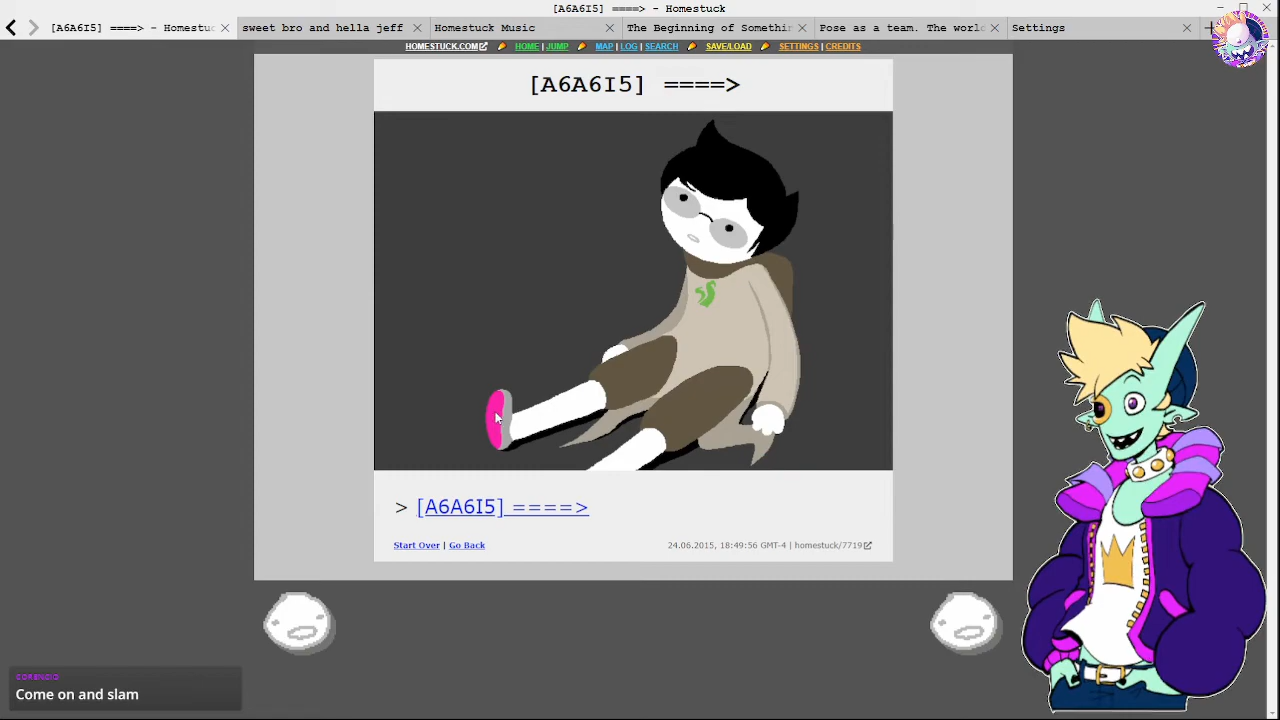 [A6A6I5] ====> - Homestuck
[A6A6I5] ====> - Homestuc
sweet bro and hella jeff
Homestuck Music
The Beginning of Somethin
Pose as a team. The world
Settings
HOMESTUCK.COM HOME | JUMP MAP | LOG | SEARCH SAVE/LOAD SETTINGS | CREDITS
[A6A6I5] ====>
> [A6A6I5] ====>
Start Over | Go Back
24.06.2015, 18:49:56 GMT-4 | homestuck/7719
Come on and slam